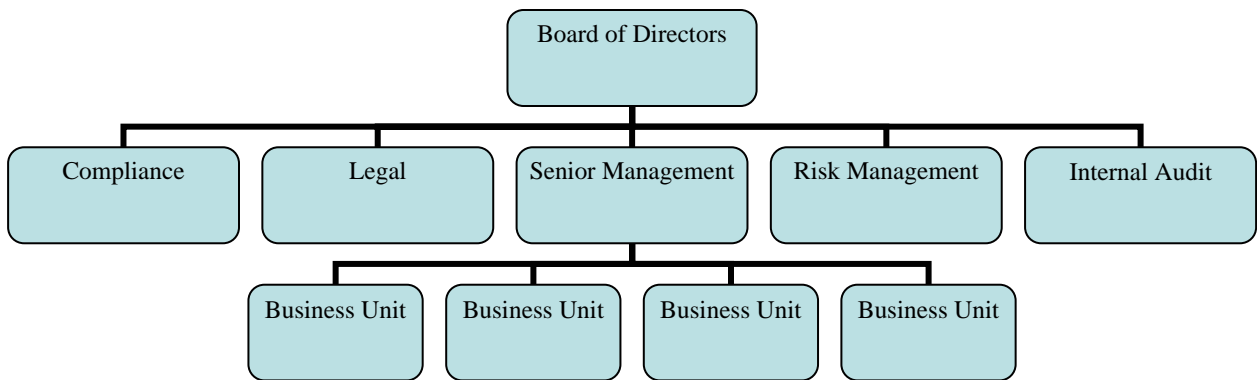 Board of Directors
Compliance
Legal
Senior Management
Risk Management
Internal Audit
Business Unit
Business Unit
Business Unit
Business Unit